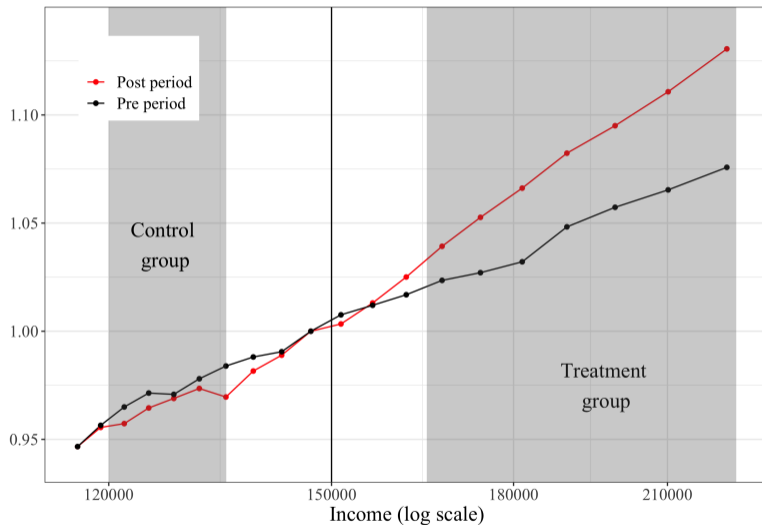 Post period
Pre period
1.10
1.05
1.00
0.95
Control
group
Treatment
group
120000
150000
180000
210000
Income (log scale)